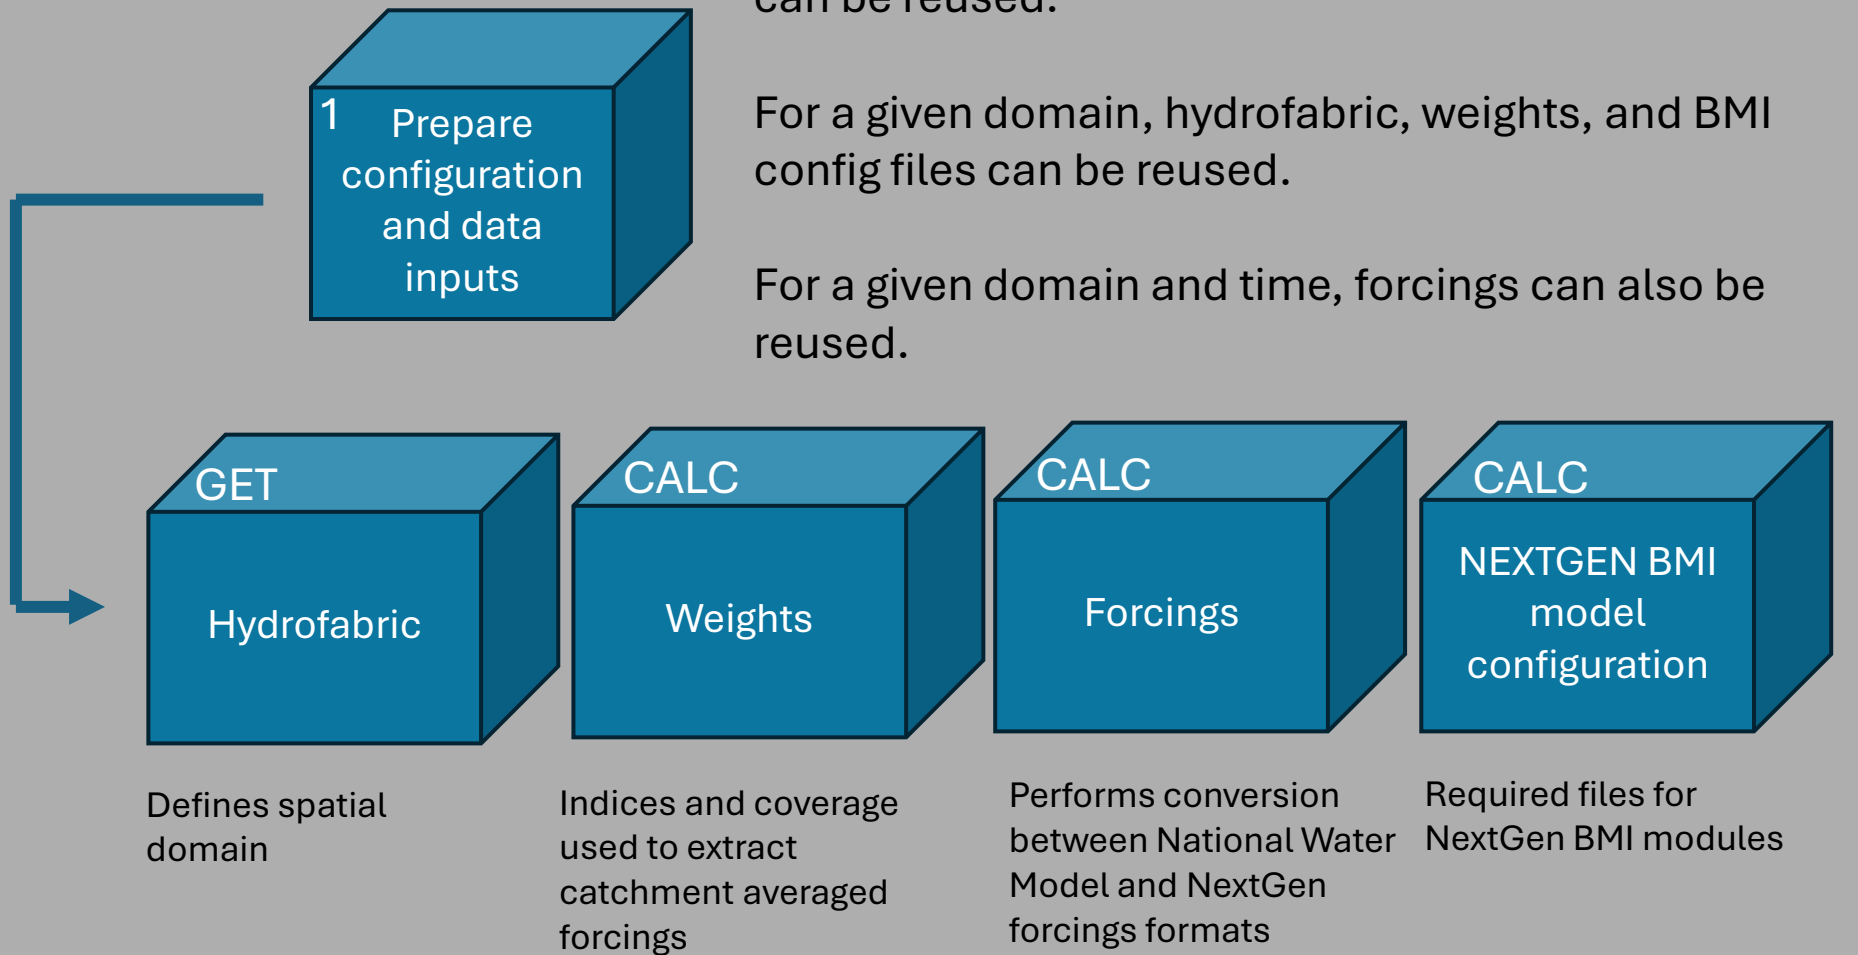 can be reused.
1
Prepare
configuration
and data
inputs
For a given domain, hydrofabric, weights, and BMI
config files can be reused.
For a given domain and time, forcings can also be
reused.
GET
Hydrofabric
Defines spatial
domain
CALC
Weights
Indices and coverage
used to extract
catchment averaged
forcings
CALC
Forcings
Performs conversion
between National Water
Model and NextGen
forcings formats
CALC
NEXTGEN BMI
model
configuration
Required files for
NextGen BMI modules